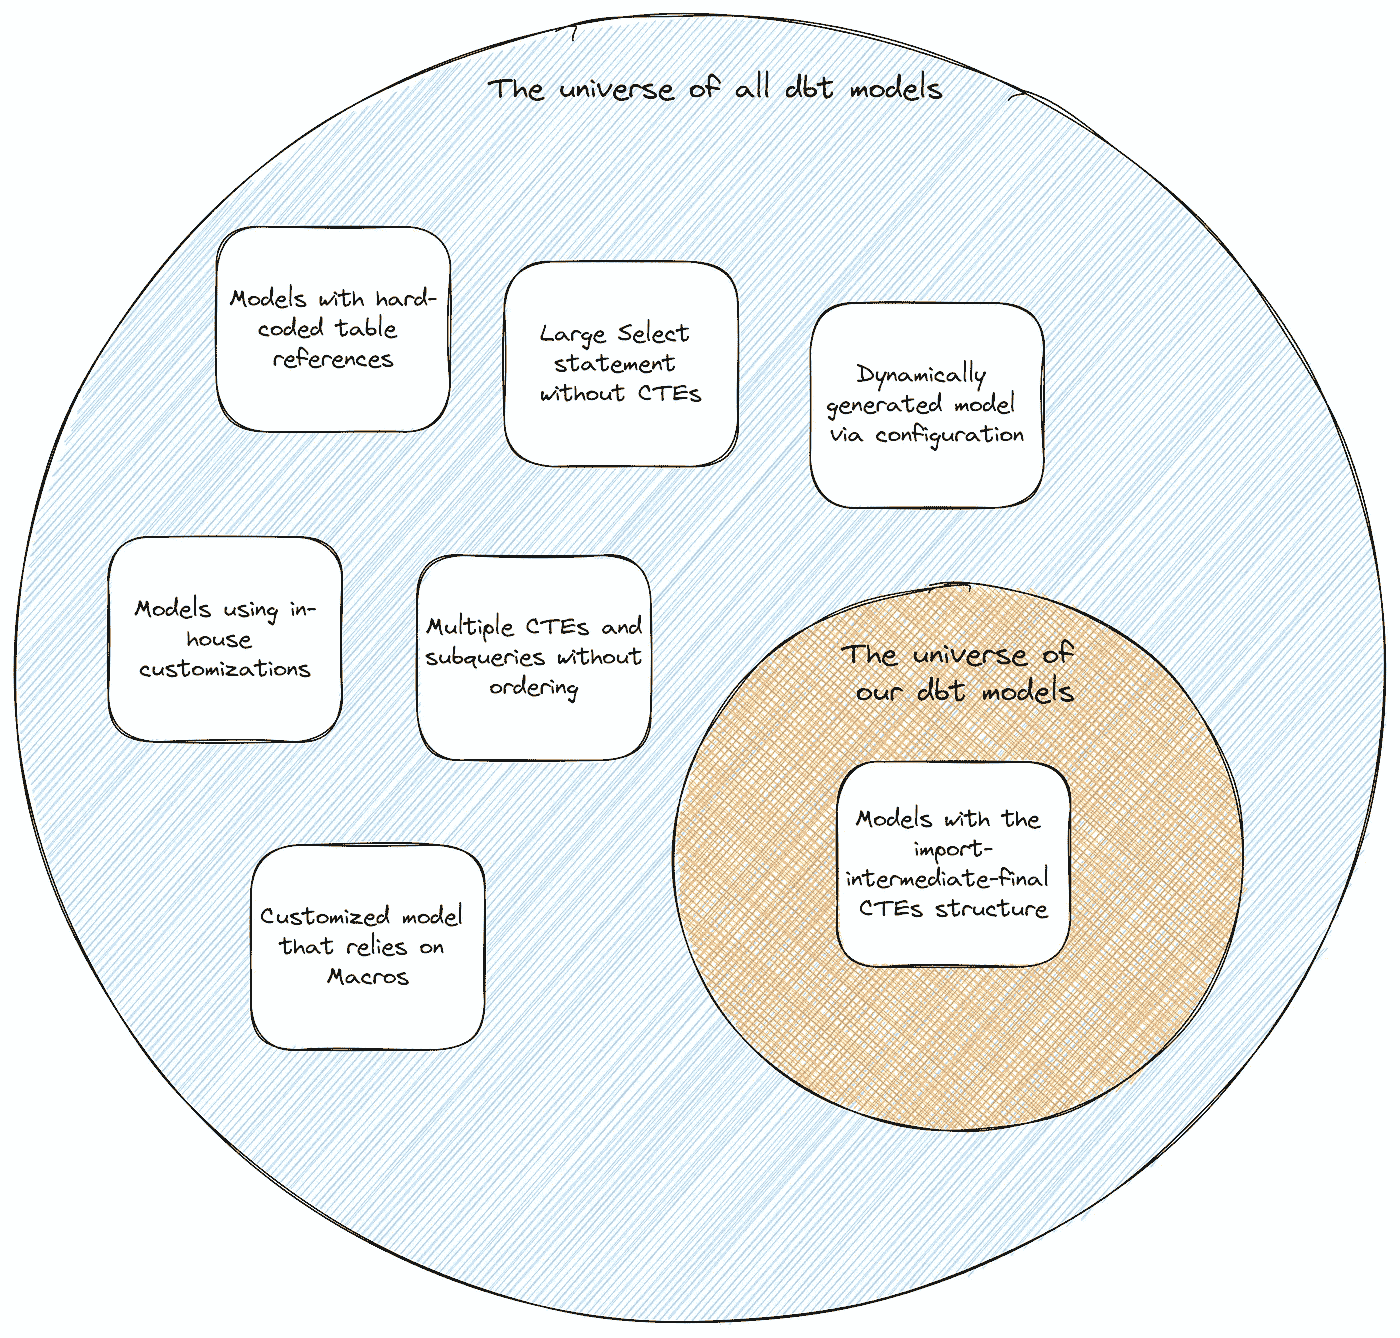 The universe of all dbt models
Models with hard-
coded table
references
Large Select
statement
without CTEs
Dynamically
generated model
via configuration
Models using in-
house
customizations
Multiple CTEs and
subqueries without
ordering
The universe of
our dbt models
Models with the
import-
intermediate-final
CTEs structure
Customized model
that relies on
Macros